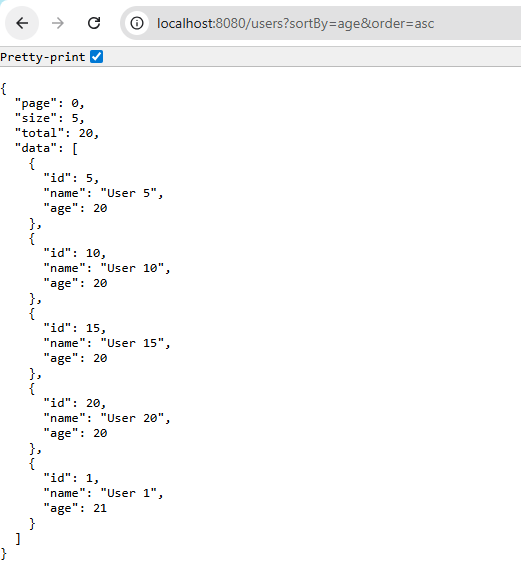 localhost:8080/users?sortBy=age&order=asc
Pretty-print
{
  "page": 0,
  "size": 5,
  "total": 20,
  "data": [
    {
      "id": 5,
      "name": "User 5",
      "age": 20
    },
    {
      "id": 10,
      "name": "User 10",
      "age": 20
    },
    {
      "id": 15,
      "name": "User 15",
      "age": 20
    },
    {
      "id": 20,
      "name": "User 20",
      "age": 20
    },
    {
      "id": 1,
      "name": "User 1",
      "age": 21
    }
  ]
}